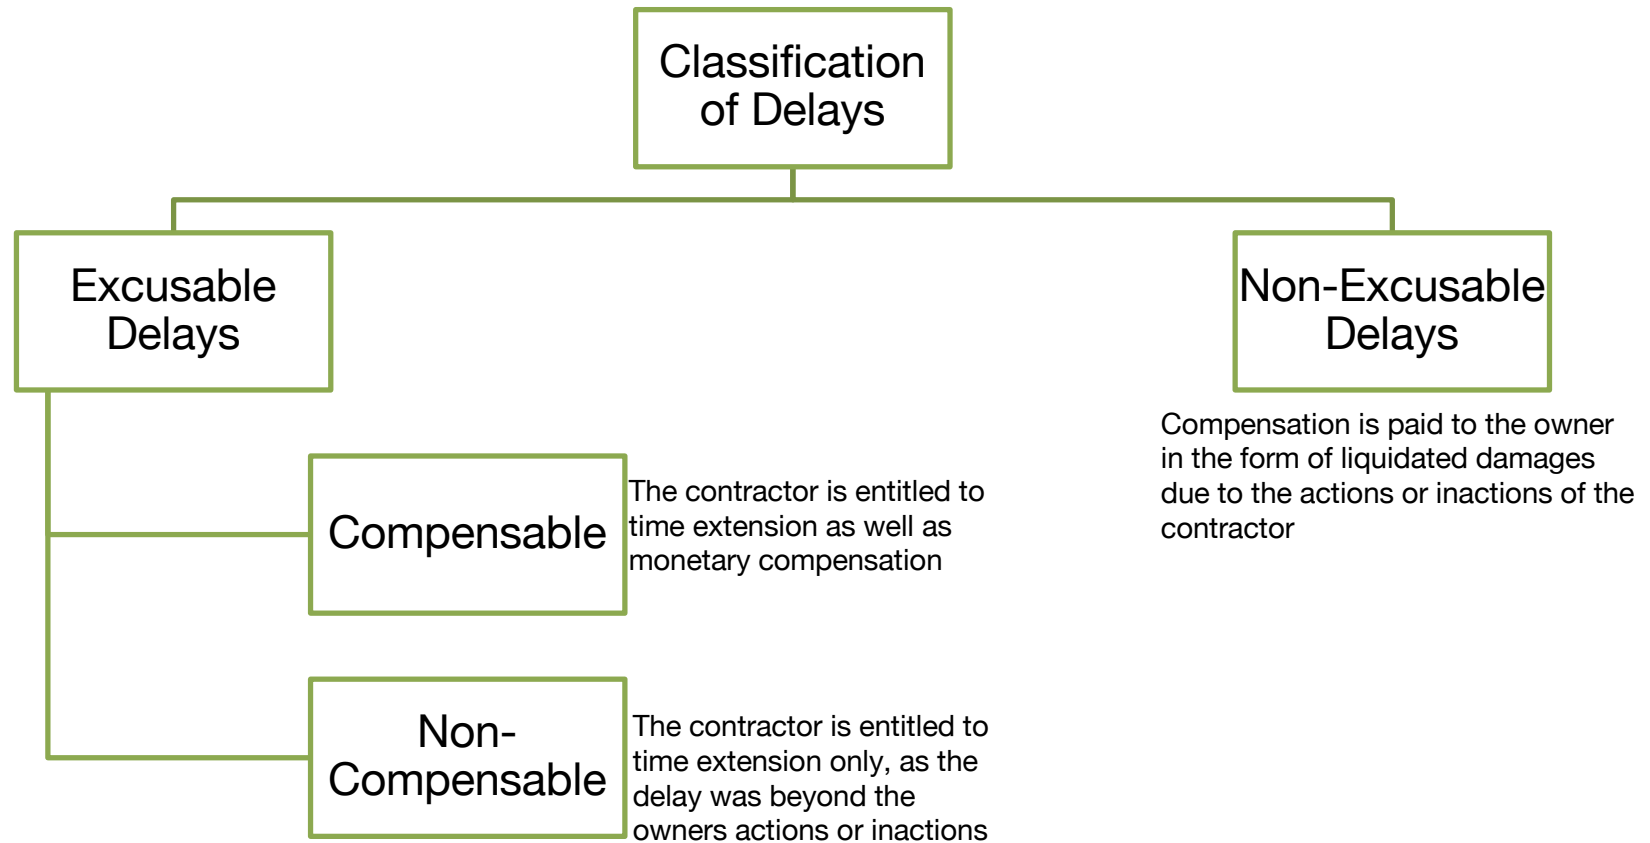 Classification
of Delays
Excusable
Delays
Non-Excusable
Delays
Compensation is paid to the owner
in the form of liquidated damages
due to the actions or inactions of the
contractor
Compensable
The contractor is entitled to
time extension as well as
monetary compensation
Non-
Compensable
The contractor is entitled to
time extension only, as the
delay was beyond the
owners actions or inactions